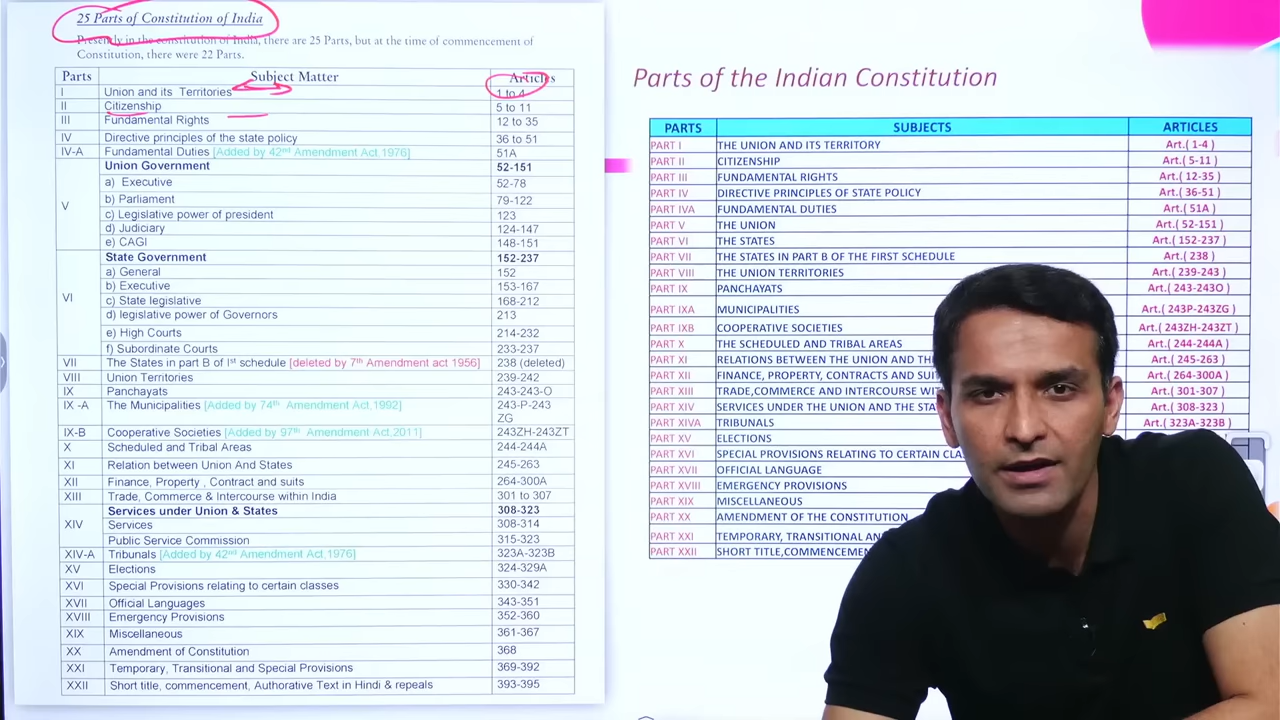 25 Parts of Constitution of India
Presently in the constitution of India, there are 25 Parts, but at the time of commencement of
Constitution, there were 22 Parts.
Parts Subject Matter Articles
I Union and its Territories 1 to 4
II Citizenship 5 to 11
III Fundamental Rights 12 to 35
IV Directive principles of the state policy 36 to 51
IV-A Fundamental Duties [Added by 42nd Amendment Act,1976] 51A
V
Union Government 52-151
a) Executive 52-78
b) Parliament 79-122
c) Legislative power of president 123
d) Judiciary 124-147
e) CAGI 148-151
VI
State Government 152-237
a) General 152
b) Executive 153-167
c) State legislative 168-212
d) legislative power of Governors 213
e) High Courts 214-232
f) Subordinate Courts 233-237
VII The States in part B of Ist schedule [deleted by 7th Amendment act 1956] 238 (deleted)
VIII Union Territories 239-242
IX Panchayats 243-243-O
IX -A The Municipalities [Added by 74th Amendment Act,1992] 243-P-243
ZG
IX-B Cooperative Societies [Added by 97th Amendment Act,2011] 243ZH-243ZT
X Scheduled and Tribal Areas 244-244A
XI Relation between Union And States 245-263
XII Finance, Property , Contract and suits 264-300A
XIII Trade, Commerce & Intercourse within India 301 to 307
XIV
Services under Union & States 308-323
Services 308-314
Public Service Commission 315-323
XIV-A Tribunals [Added by 42nd Amendment Act,1976] 323A-323B
XV Elections 324-329A
XVI Special Provisions relating to certain classes 330-342
XVII Official Languages 343-351
XVIII Emergency Provisions 352-360
XIX Miscellaneous 361-367
XX Amendment of Constitution 368
XXI Temporary, Transitional and Special Provisions 369-392
XXII Short title, commencement, Authorative Text in Hindi & repeals 393-395
Parts of the Indian Constitution
PARTS SUBJECTS ARTICLES
PART I THE UNION AND ITS TERRITORY Art.( 1-4 )
PART II CITIZENSHIP Art.( 5-11 )
PART III FUNDAMENTAL RIGHTS Art.( 12-35 )
PART IV DIRECTIVE PRINCIPLES OF STATE POLICY Art.( 36-51 )
PART IVA FUNDAMENTAL DUTIES Art.( 51A )
PART V THE UNION Art.( 52-151 )
PART VI THE STATES Art.( 152-237 )
PART VII THE STATES IN PART B OF THE FIRST SCHEDULE Art.( 238 )
PART VIII THE UNION TERRITORIES Art.( 239-243 )
PART IX PANCHAYATS Art.( 243-243O )
PART IXA MUNICIPALITIES Art.( 243P-243ZG )
PART IXB COOPERATIVE SOCIETIES Art.( 243ZH-243ZT )
PART X THE SCHEDULED AND TRIBAL AREAS Art.( 244-244A )
PART XI RELATIONS BETWEEN THE UNION AND Art.( 245-263 )
PART XII FINANCE, PROPERTY, CONTRACTS AND Art.( 264-300A )
PART XIII TRADE,COMMERCE AND INTERCOURSE Art.( 301-307 )
PART XIV SERVICES UNDER THE UNION AND THE Art.( 308-323 )
PART XIVA TRIBUNALS Art.( 323A-323B )
PART XV ELECTIONS
PART XVI SPECIAL PROVISIONS RELATING TO CERTAIN
PART XVII OFFICIAL LANGUAGE
PART XVIII EMERGENCY PROVISIONS
PART XIX MISCELLANEOUS
PART XX AMENDMENT OF THE CONSTITUTION
PART XXI TEMPORARY, TRANSITIONAL
PART XXII SHORT TITLE,